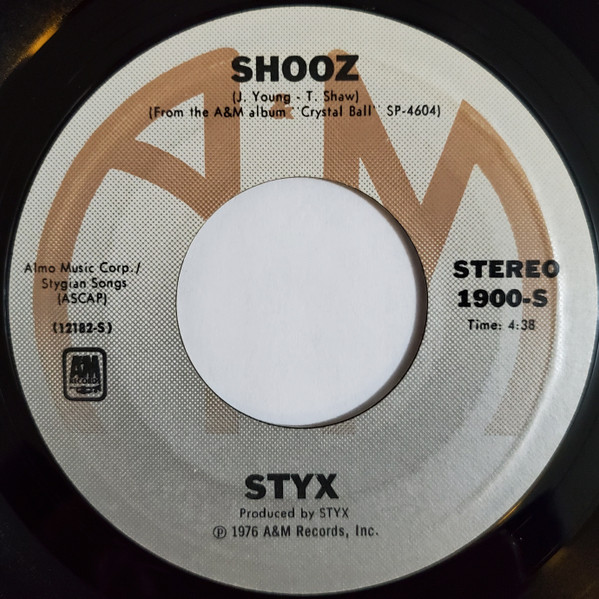 SHOOZ
(J. Young - T. Shaw)
(From the A&M album "Crystal Ball" SP-4604)
Almo Music Corp./
Stygian Songs
(ASCAP)
(12182-S)
A&M
RECORDS
STEREO
1900-S
Time: 4:38
STYX
Produced by STYX
℗ 1976 A&M Records, Inc.